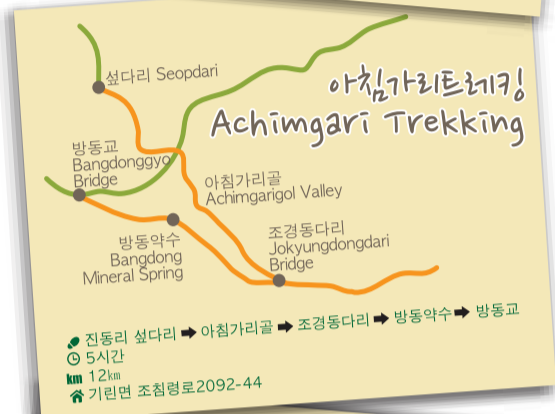 섶다리 Seopdari
아침가리트레킹
Achimgari Trekking
방동교
Bangdonggyo
Bridge
아침가리골
Achimgarigol Valley
방동약수
Bangdong
Mineral Spring
조경동다리
Jokyungdongdari
Bridge
진동리 섶다리 ➡ 아침가리골 ➡ 조경동다리 ➡ 방동약수 ➡ 방동교
5시간
km 12㎞
기린면 조침령로2092-44